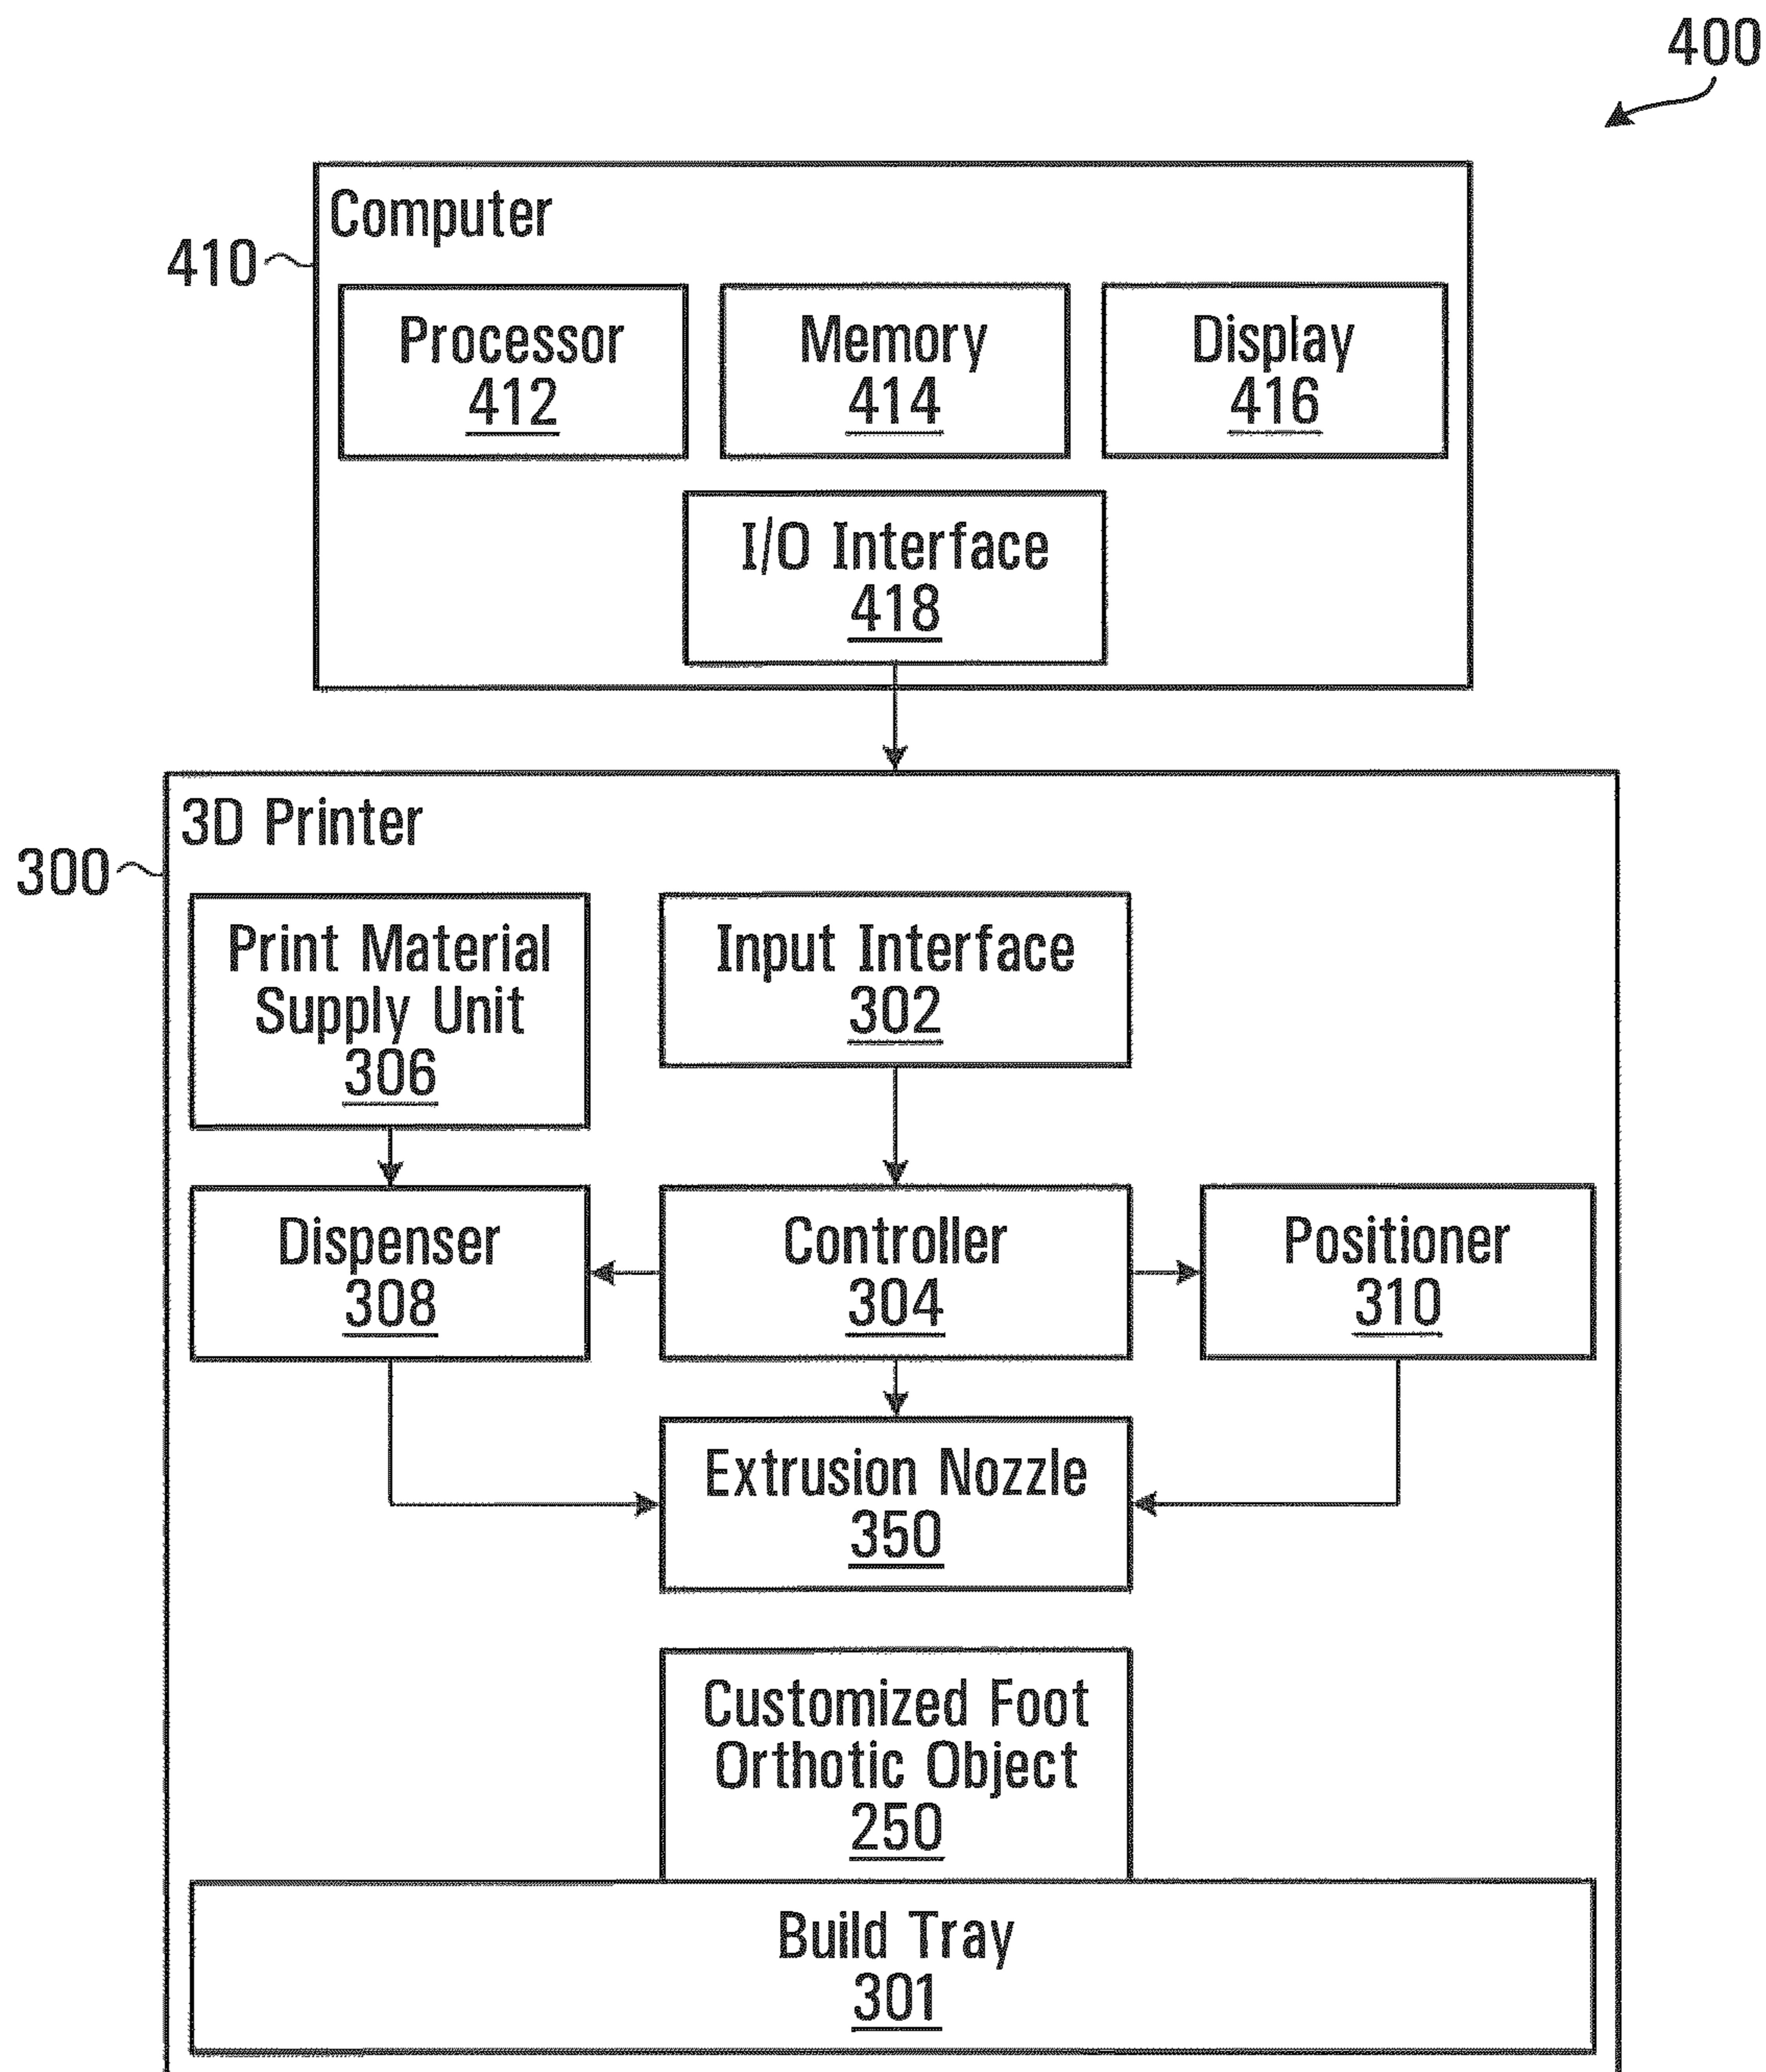 400
Computer
410
Processor
412
Memory
414
Display
416
I/O Interface
418
3D Printer
300
Print Material
Supply Unit
306
Input Interface
302
Dispenser
308
Controller
304
Positioner
310
Extrusion Nozzle
350
Customized Foot
Orthotic Object
250
Build Tray
301